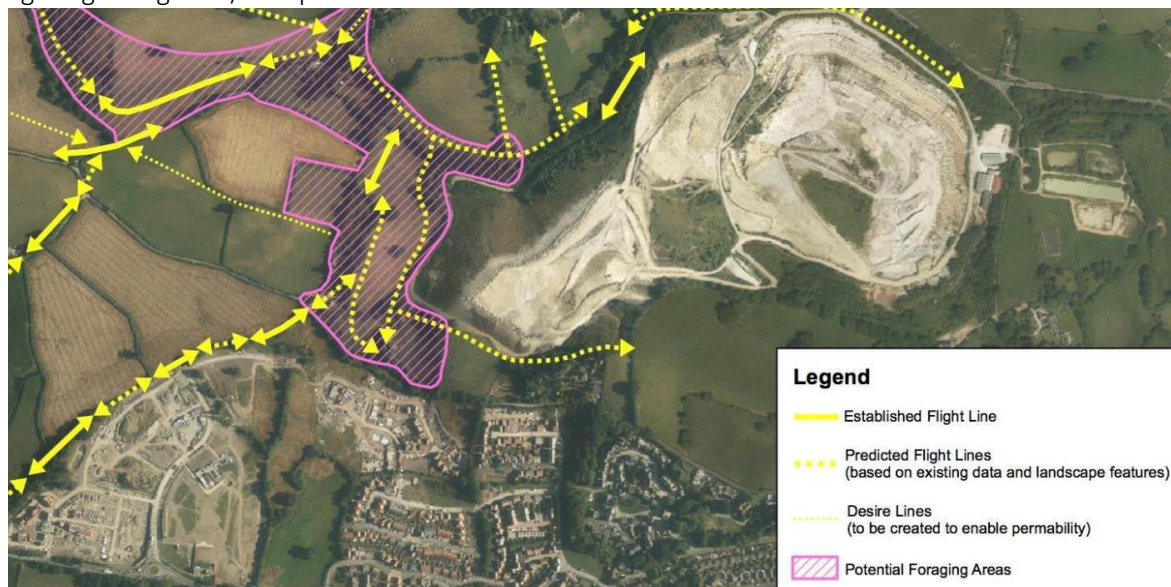 Legend
Established Flight Line
Predicted Flight Lines
(based on existing data and landscape features)
Desire Lines
(to be created to enable permability)
Potential Foraging Areas